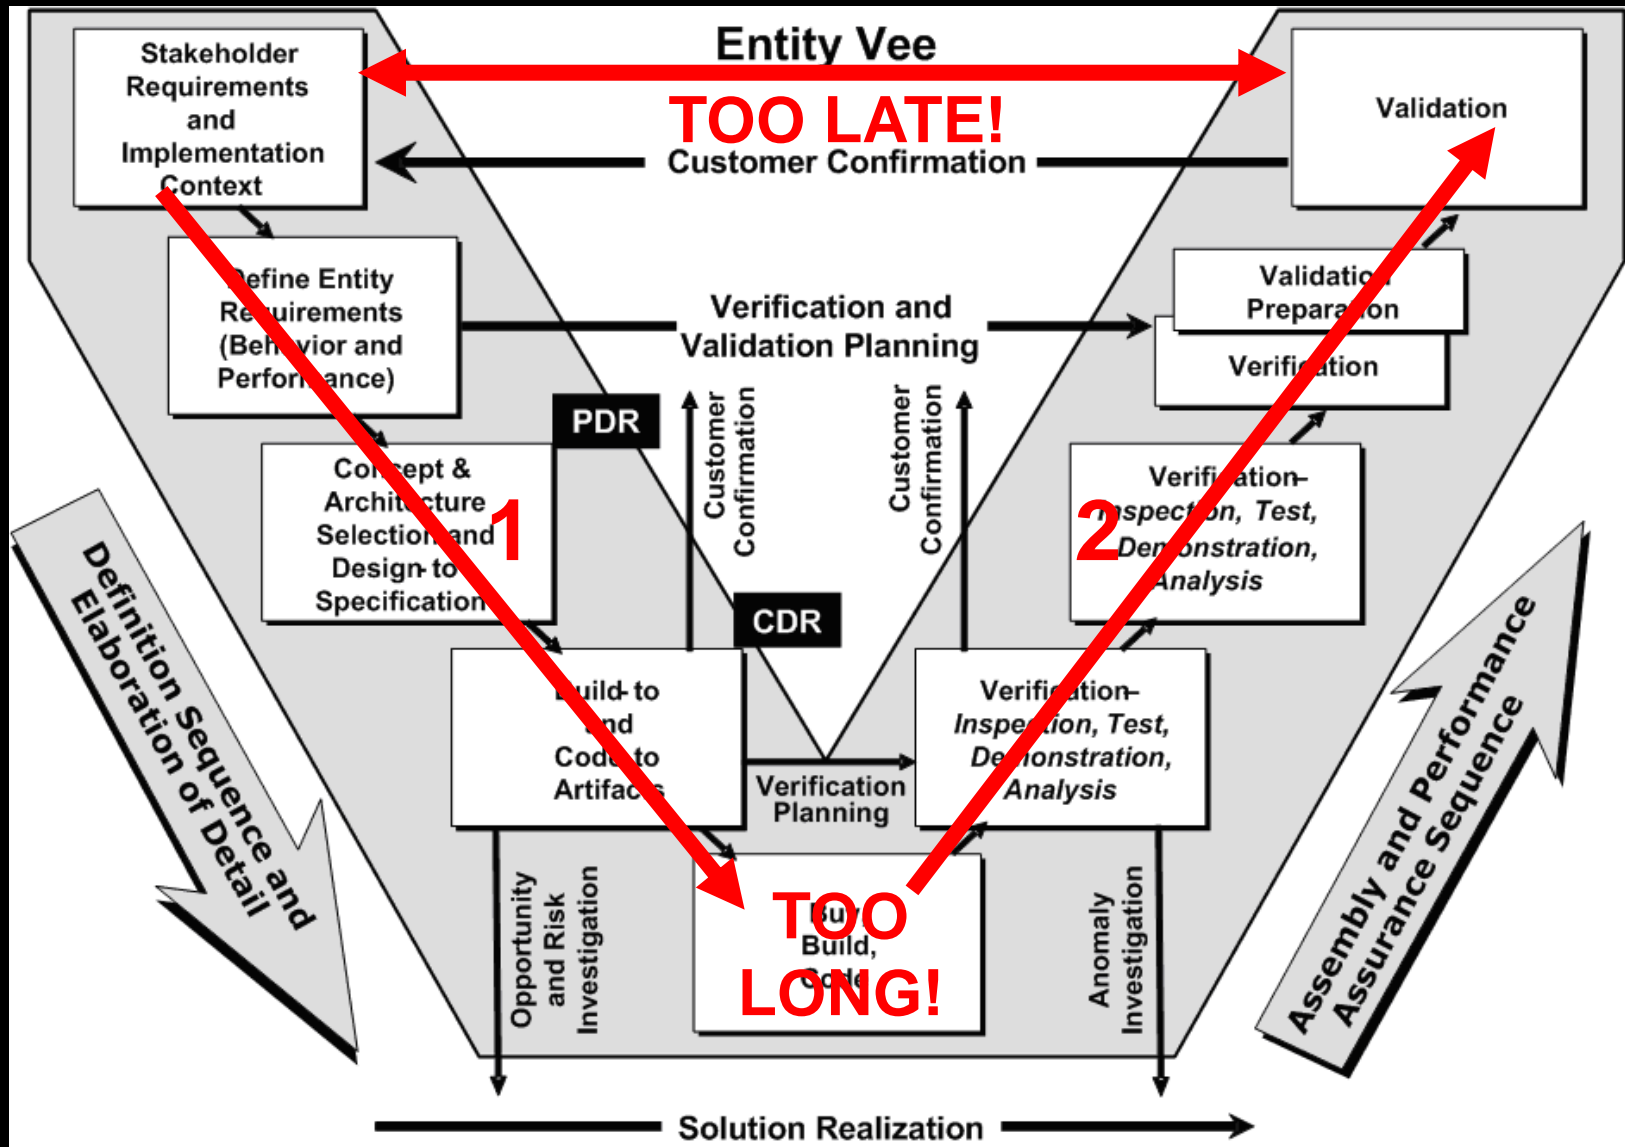 Entity Vee
TOO LATE!
Customer Confirmation
Stakeholder
Requirements
and
Implementation
Context
Validation
Define Entity
Requirements
(Behavior and
Performance)
Verification and
Validation Planning
Validation
Preparation
Verification
PDR
Customer
Confirmation
Customer
Confirmation
Concept &
Architecture
Selection and
Design-to
Specification
1
2
Verification–
Inspection, Test,
Demonstration,
Analysis
CDR
Build-to
and
Code-to
Artifacts
Verification
Planning
Verification–
Inspection, Test,
Demonstration,
Analysis
Definition Sequence and
Elaboration of Detail
Assembly and Performance
Assurance Sequence
Opportunity
and Risk
Investigation
TOO
LONG!
Buy,
Build,
Code
Anomaly
Investigation
Solution Realization